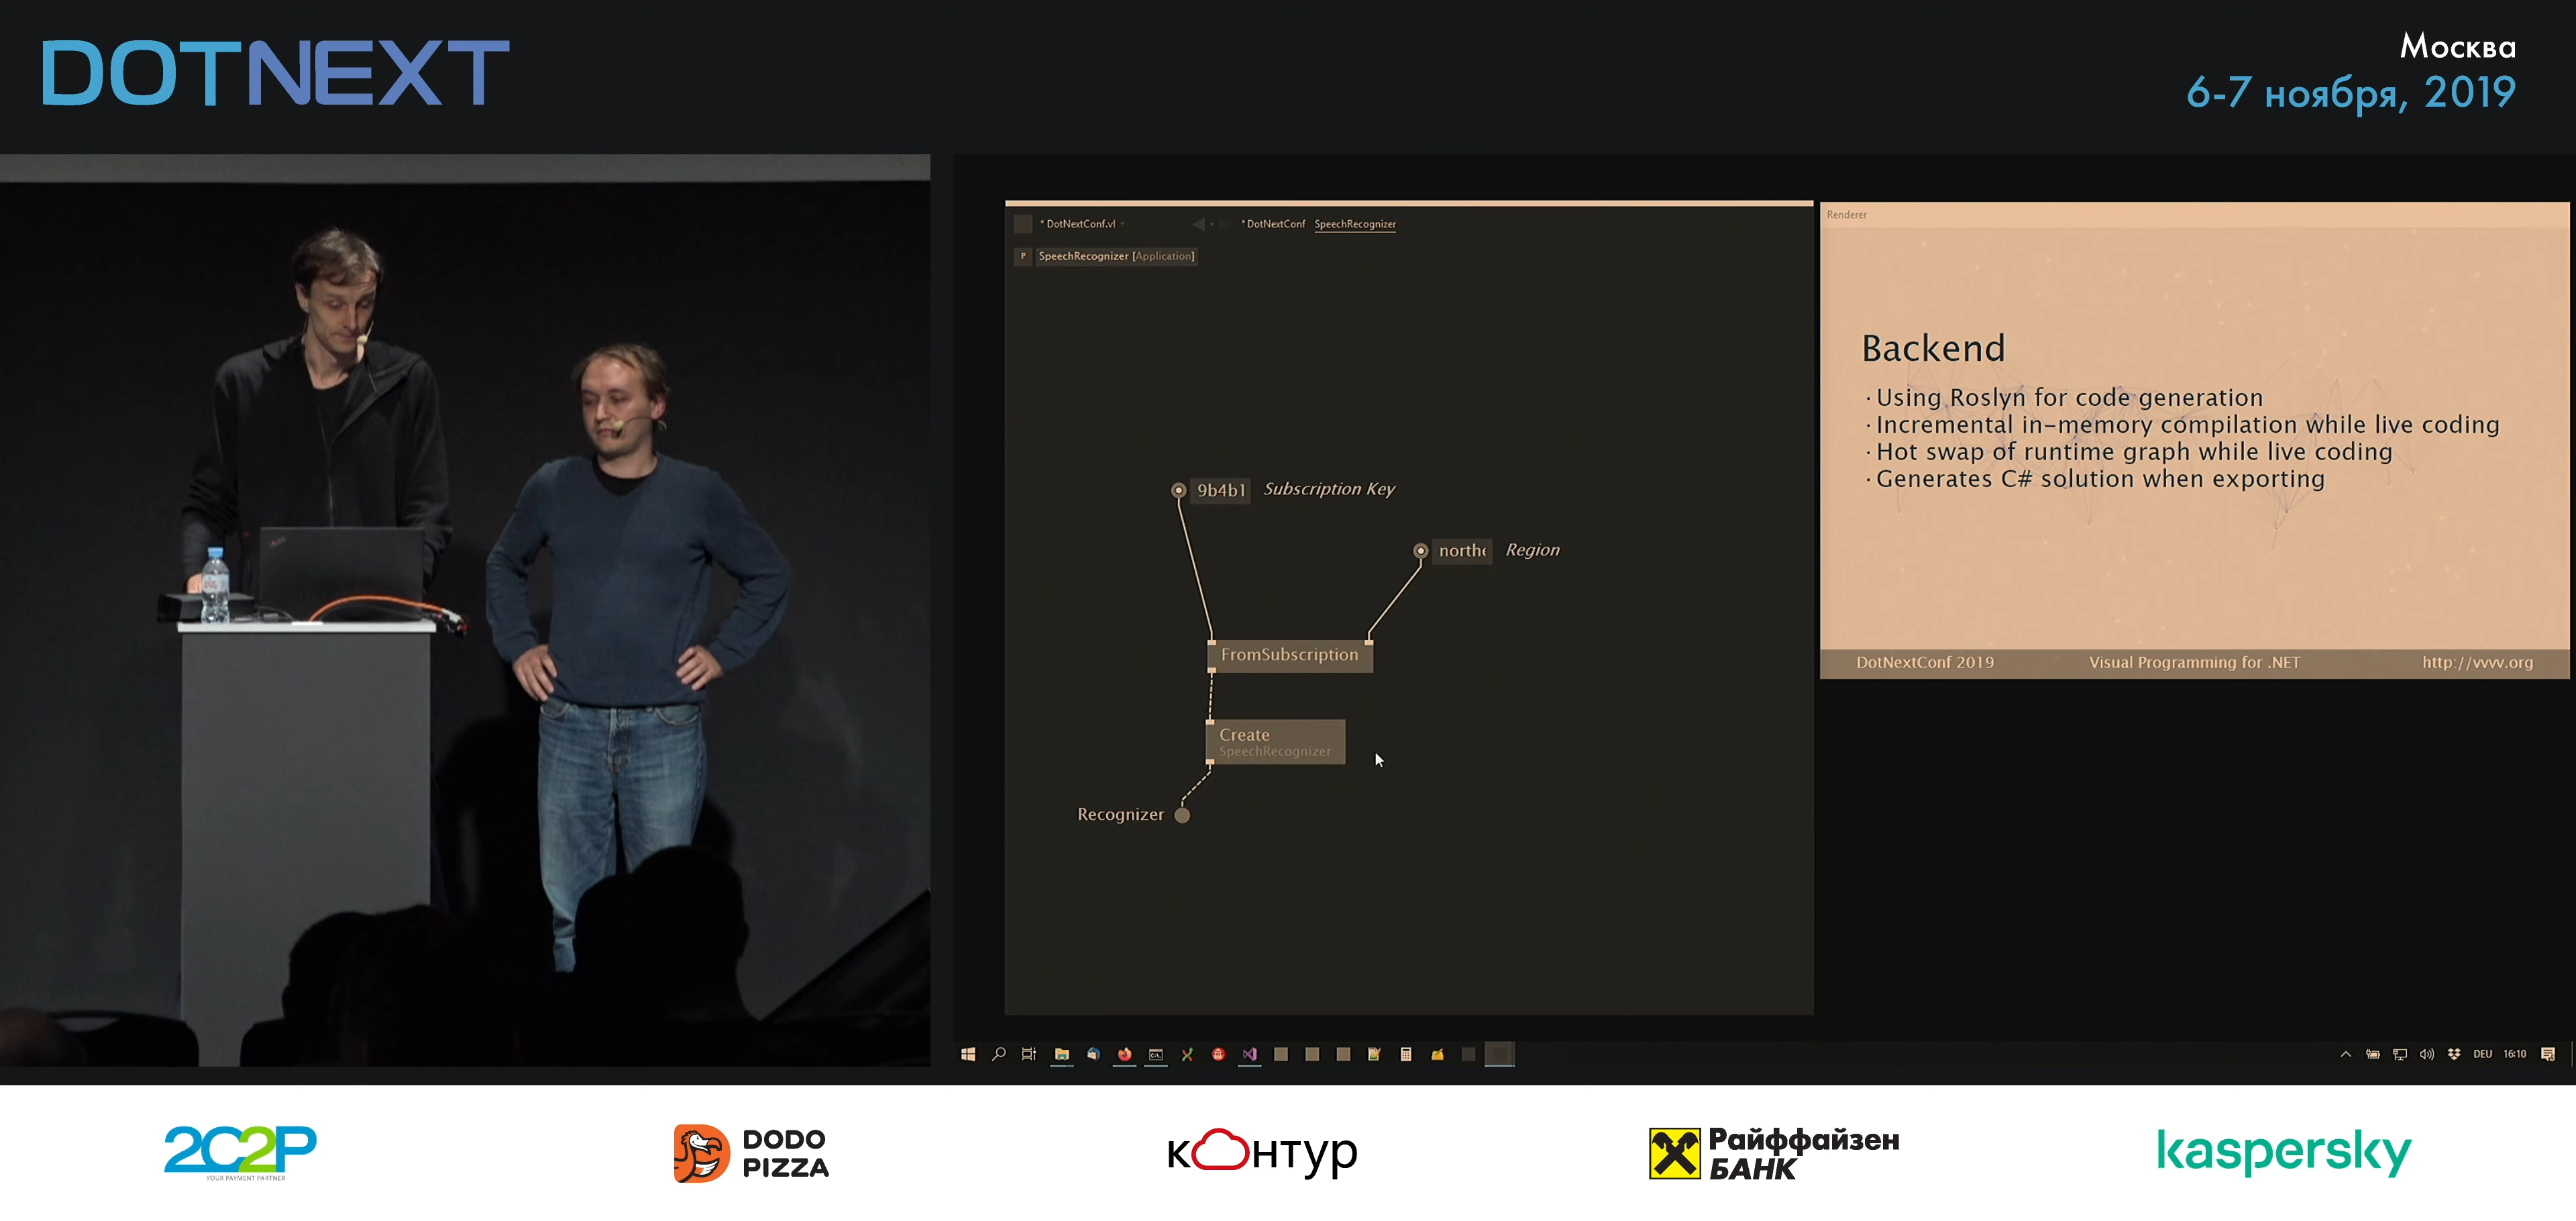 DOTNEXT
Москва
6-7 ноября, 2019
* DotNextConf.vl
* DotNextConf SpeechRecognizer
P SpeechRecognizer [Application]
9b4b1 Subscription Key
northe Region
FromSubscription
Create
SpeechRecognizer
Recognizer
Renderer
Backend
· Using Roslyn for code generation
· Incremental in-memory compilation while live coding
· Hot swap of runtime graph while live coding
· Generates C# solution when exporting
DotNextConf 2019 Visual Programming for .NET http://vvvv.org
DEU 16:10
2C2P
YOUR PAYMENT PARTNER
DODO
PIZZA
контур
Райффайзен
БАНК
kaspersky